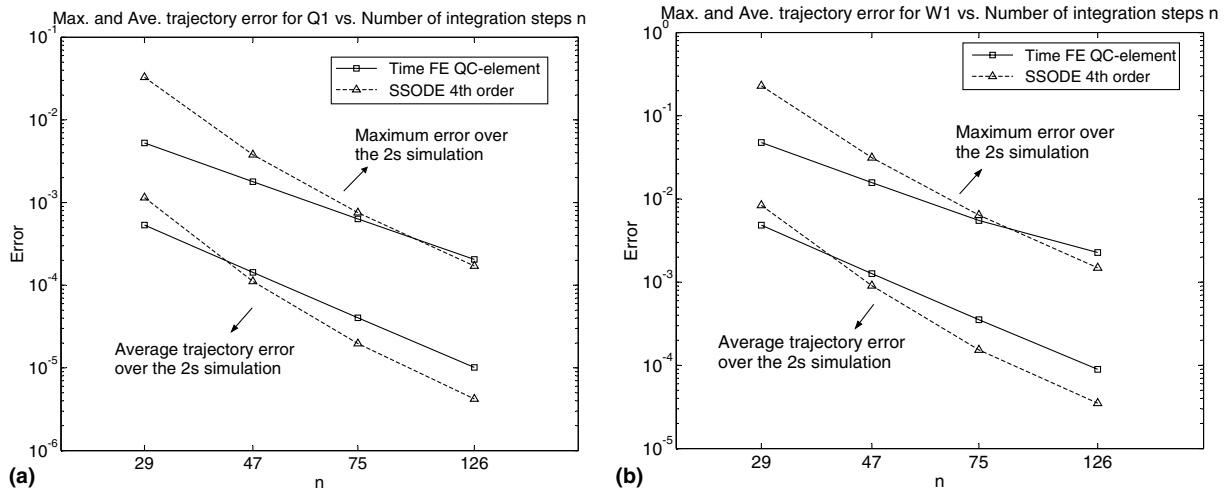 Max. and Ave. trajectory error for Q1 vs. Number of integration steps n
10^-1
10^-2
10^-3
10^-4
10^-5
10^-6
Error
Time FE QC-element
SSODE 4th order
Maximum error over
the 2s simulation
Average trajectory error
over the 2s simulation
29 47 75 126
n
(a)
Max. and Ave. trajectory error for W1 vs. Number of integration steps n
10^0
10^-1
10^-2
10^-3
10^-4
10^-5
Error
Time FE QC-element
SSODE 4th order
Maximum error over
the 2s simulation
Average trajectory error
over the 2s simulation
29 47 75 126
n
(b)